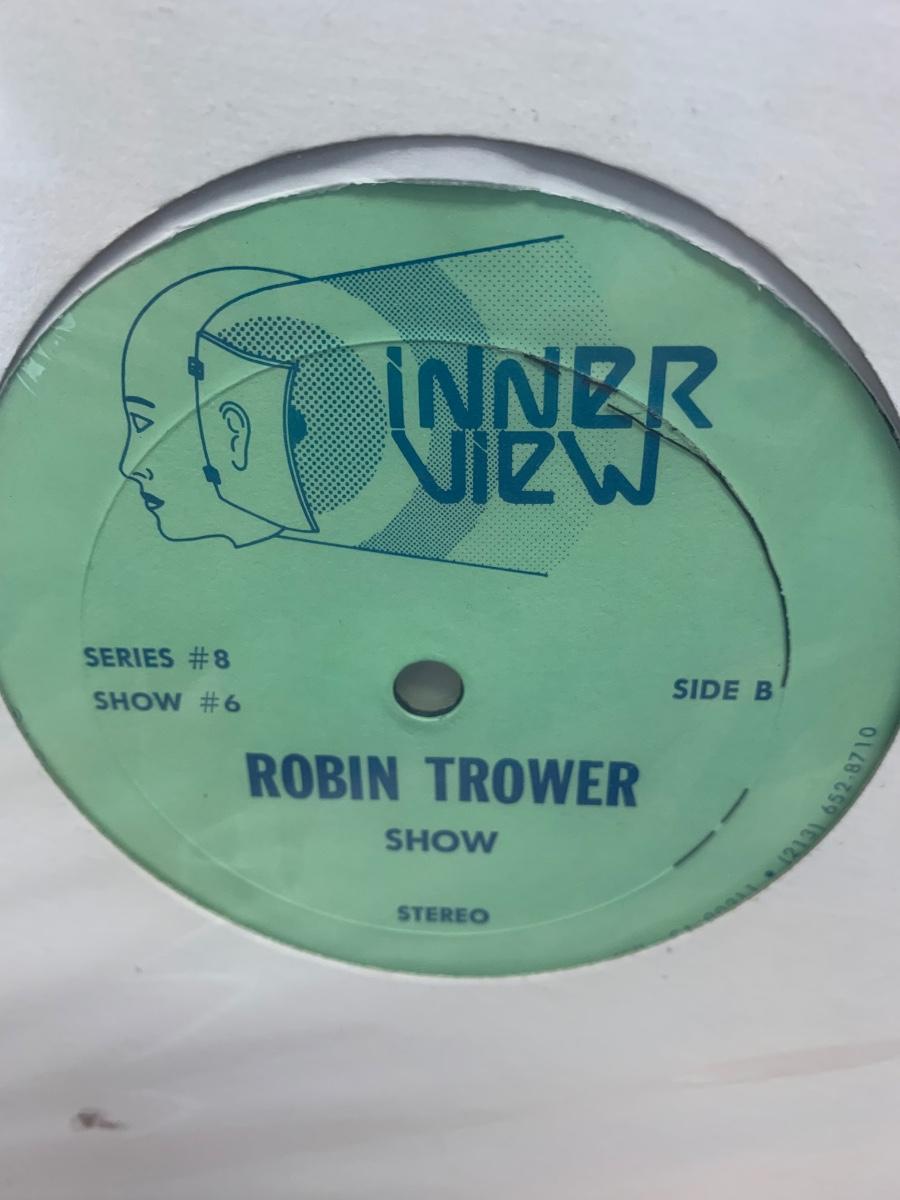 INNER
VIEW
SERIES #8
SHOW #6
SIDE B
ROBIN TROWER
SHOW
STEREO
• (213) 652-8710